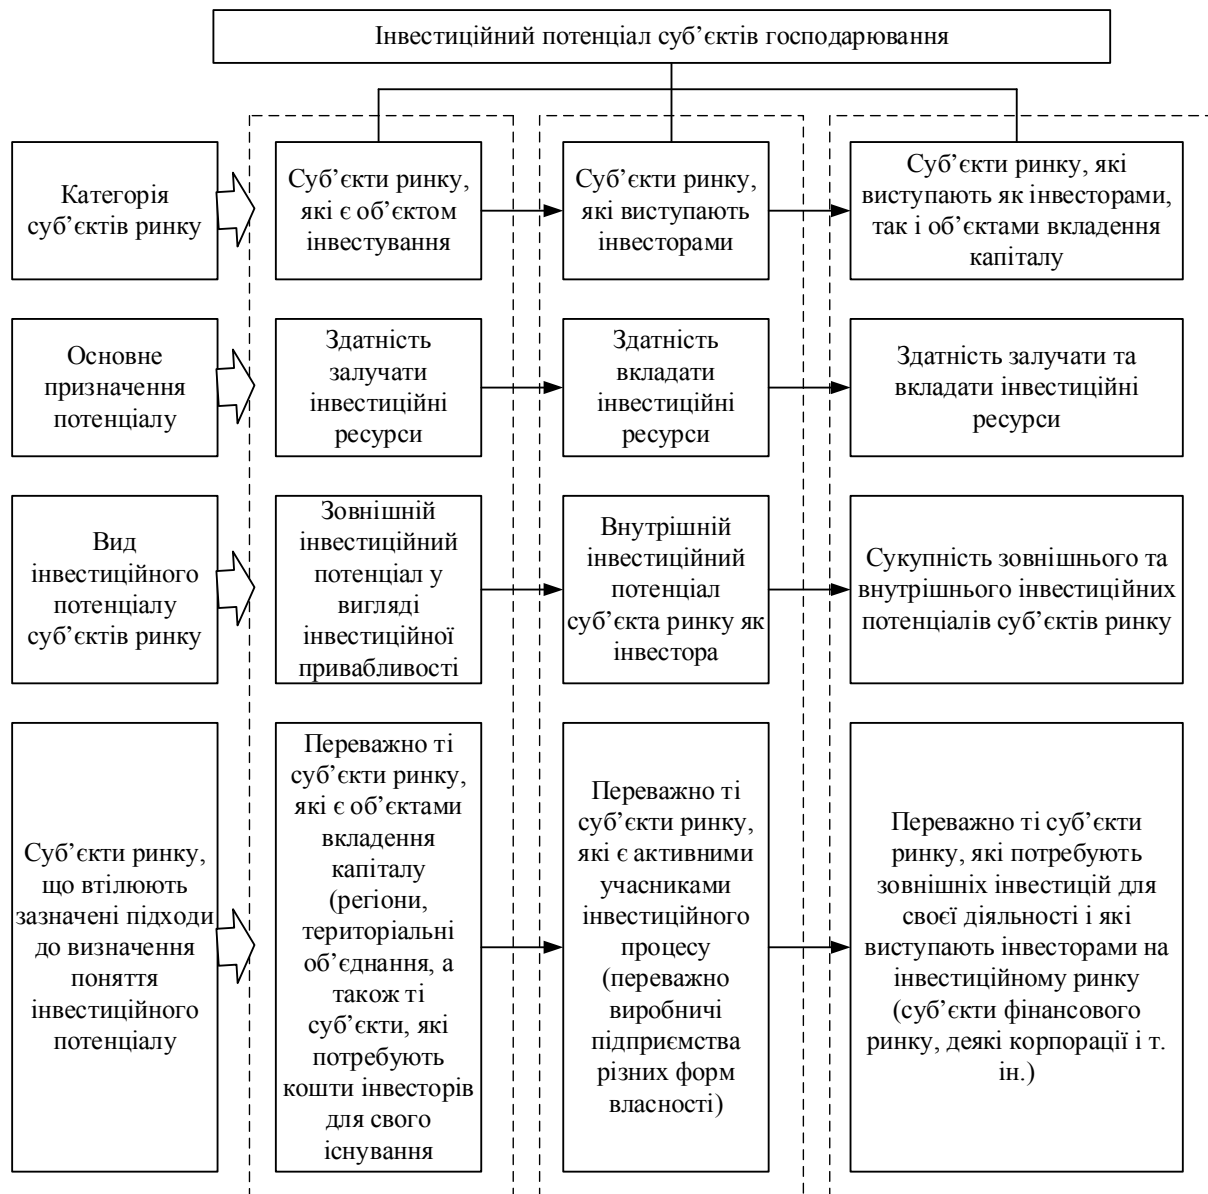 Інвестиційний потенціал суб’єктів господарювання
Категорія
суб’єктів ринку
Суб’єкти ринку,
які є об’єктом
інвестування
Суб’єкти ринку,
які виступають
інвесторами
Суб’єкти ринку, які
виступають як інвесторами,
так і об’єктами вкладення
капіталу
Основне
призначення
потенціалу
Здатність
залучати
інвестиційні
ресурси
Здатність
вкладати
інвестиційні
ресурси
Здатність залучати та
вкладати інвестиційні
ресурси
Вид
інвестиційного
потенціалу
суб’єктів ринку
Зовнішній
інвестиційний
потенціал у
вигляді
інвестиційної
привабливості
Внутрішній
інвестиційний
потенціал
суб’єкта ринку як
інвестора
Сукупність зовнішнього та
внутрішнього інвестиційних
потенціалів суб’єктів ринку
Суб’єкти ринку,
що втілюють
зазначені підходи
до визначення
поняття
інвестиційного
потенціалу
Переважно ті
суб’єкти ринку,
які є об’єктами
вкладення
капіталу
(регіони,
територіальні
об’єднання, а
також ті
суб’єкти, які
потребують
кошти інвесторів
для свого
існування
Переважно ті
суб’єкти ринку,
які є активними
учасниками
інвестиційного
процесу
(переважно
виробничі
підприємства
різних форм
власності)
Переважно ті суб’єкти
ринку, які потребують
зовнішніх інвестицій для
своєї діяльності і які
виступають інвесторами на
інвестиційному ринку
(суб’єкти фінансового
ринку, деякі корпорації і т.
ін.)